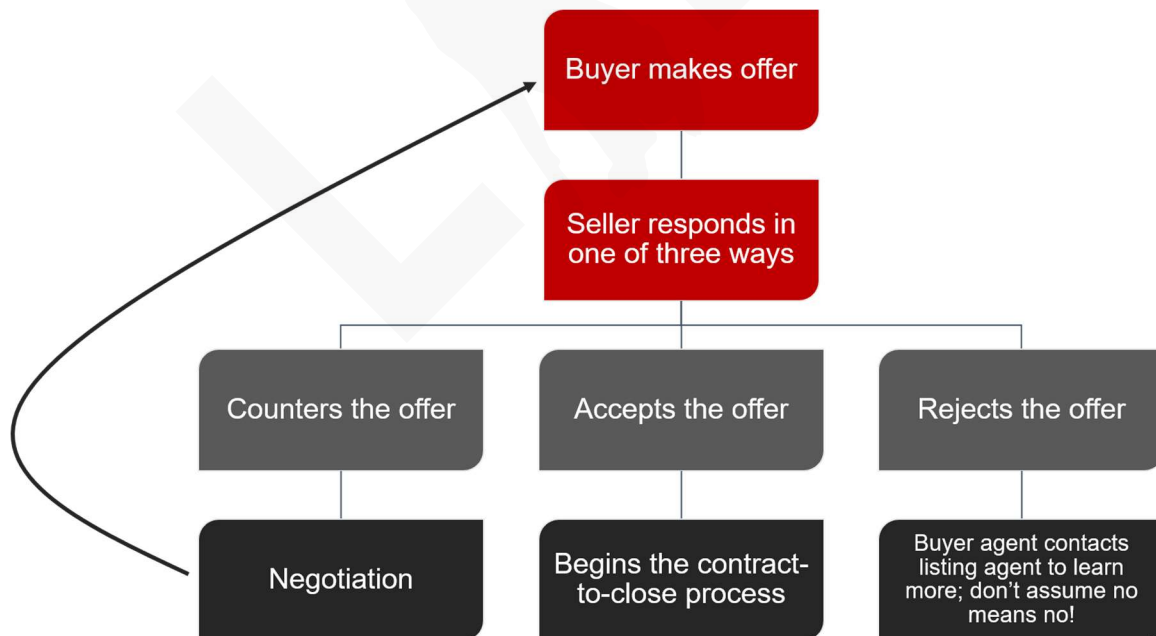 Buyer makes offer
Seller responds in
one of three ways
Counters the offer
Accepts the offer
Rejects the offer
Negotiation
Begins the contract-
to-close process
Buyer agent contacts
listing agent to learn
more; don't assume no
means no!